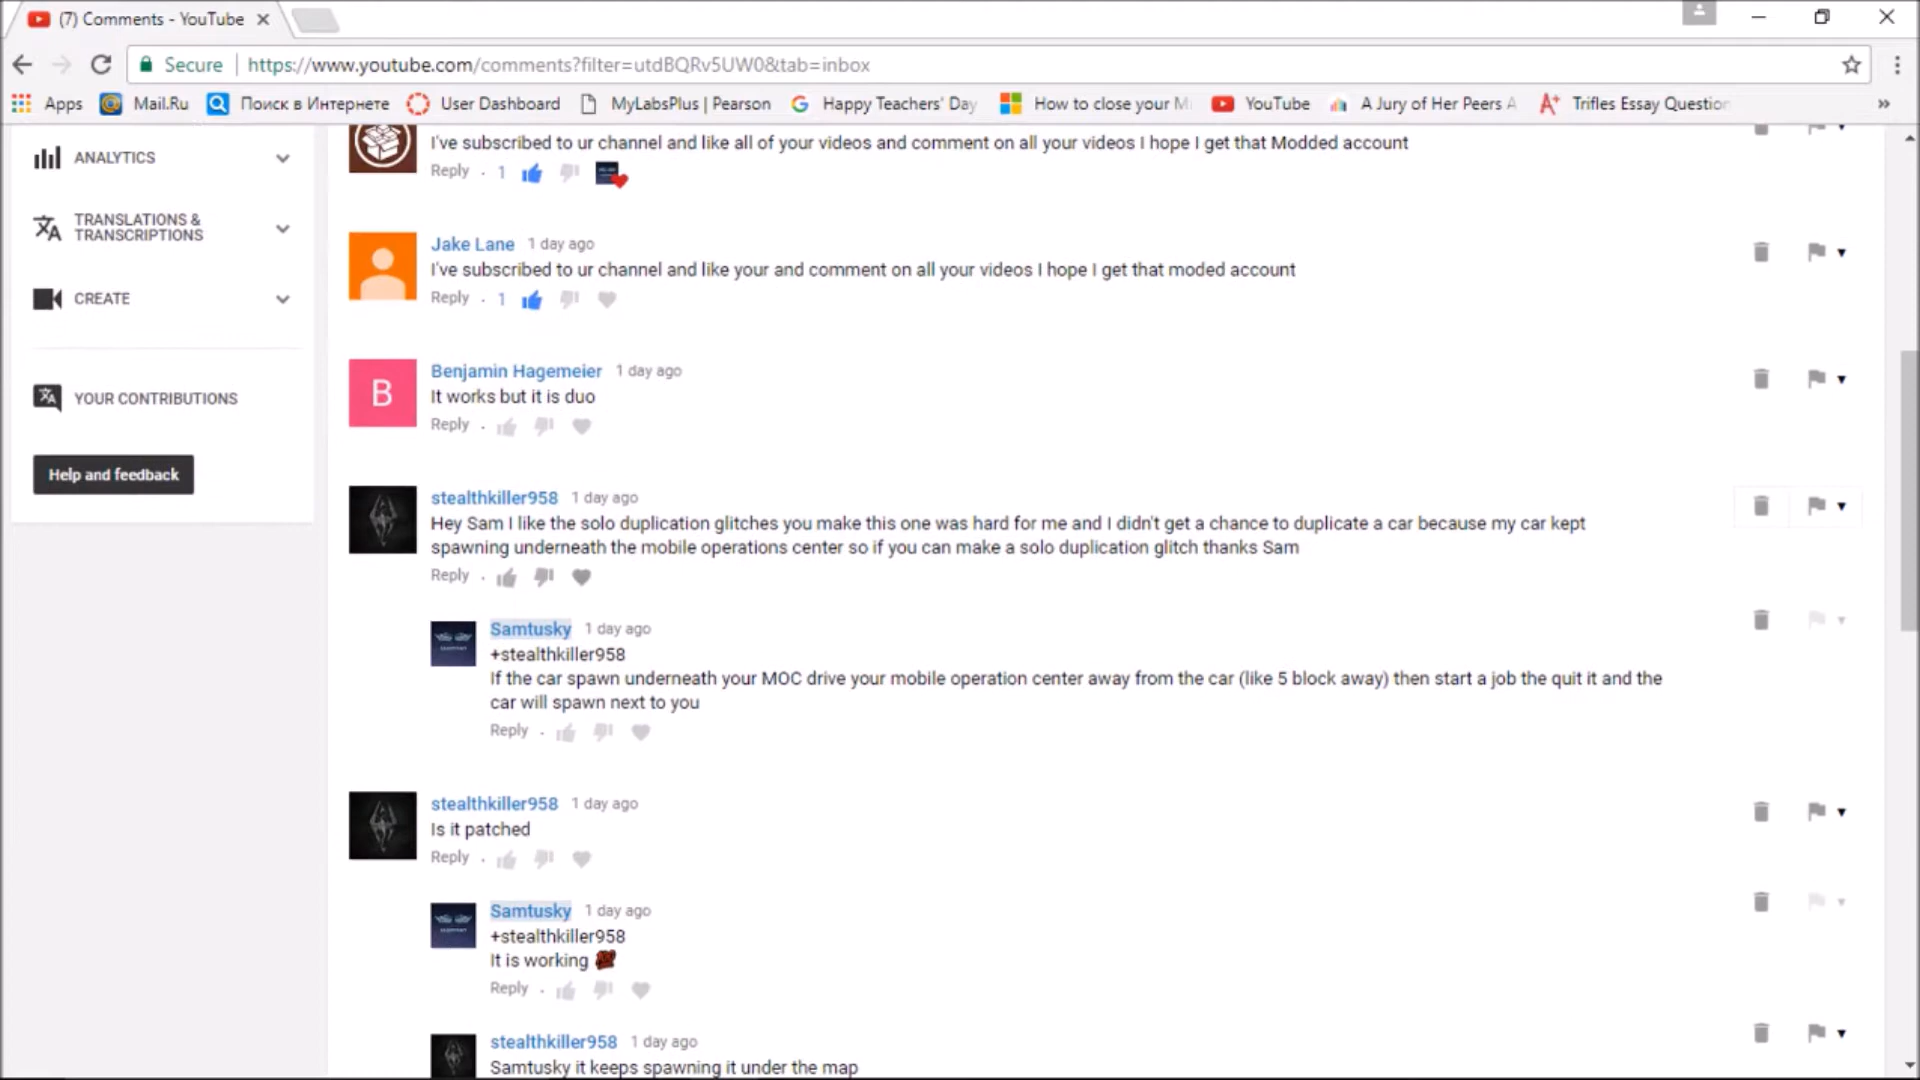 (7) Comments - YouTube
Secure https://www.youtube.com/comments?filter=utdBQRv5UW0&tab=inbox
Apps Mail.Ru Поиск в Интернете User Dashboard MyLabsPlus | Pearson Happy Teachers' Day How to close your M YouTube A Jury of Her Peers A Trifles Essay Question »
ANALYTICS
TRANSLATIONS &
TRANSCRIPTIONS
CREATE
YOUR CONTRIBUTIONS
Help and feedback
I've subscribed to ur channel and like all of your videos and comment on all your videos I hope I get that Modded account
Reply · 1
Jake Lane 1 day ago
I've subscribed to ur channel and like your and comment on all your videos I hope I get that moded account
Reply · 1
B
Benjamin Hagemeier 1 day ago
It works but it is duo
Reply ·
stealthkiller958 1 day ago
Hey Sam I like the solo duplication glitches you make this one was hard for me and I didn't get a chance to duplicate a car because my car kept
spawning underneath the mobile operations center so if you can make a solo duplication glitch thanks Sam
Reply ·
Samtusky 1 day ago
+stealthkiller958
If the car spawn underneath your MOC drive your mobile operation center away from the car (like 5 block away) then start a job the quit it and the
car will spawn next to you
Reply ·
stealthkiller958 1 day ago
Is it patched
Reply ·
Samtusky 1 day ago
+stealthkiller958
It is working 💯
Reply ·
stealthkiller958 1 day ago
Samtusky it keeps spawning it under the map